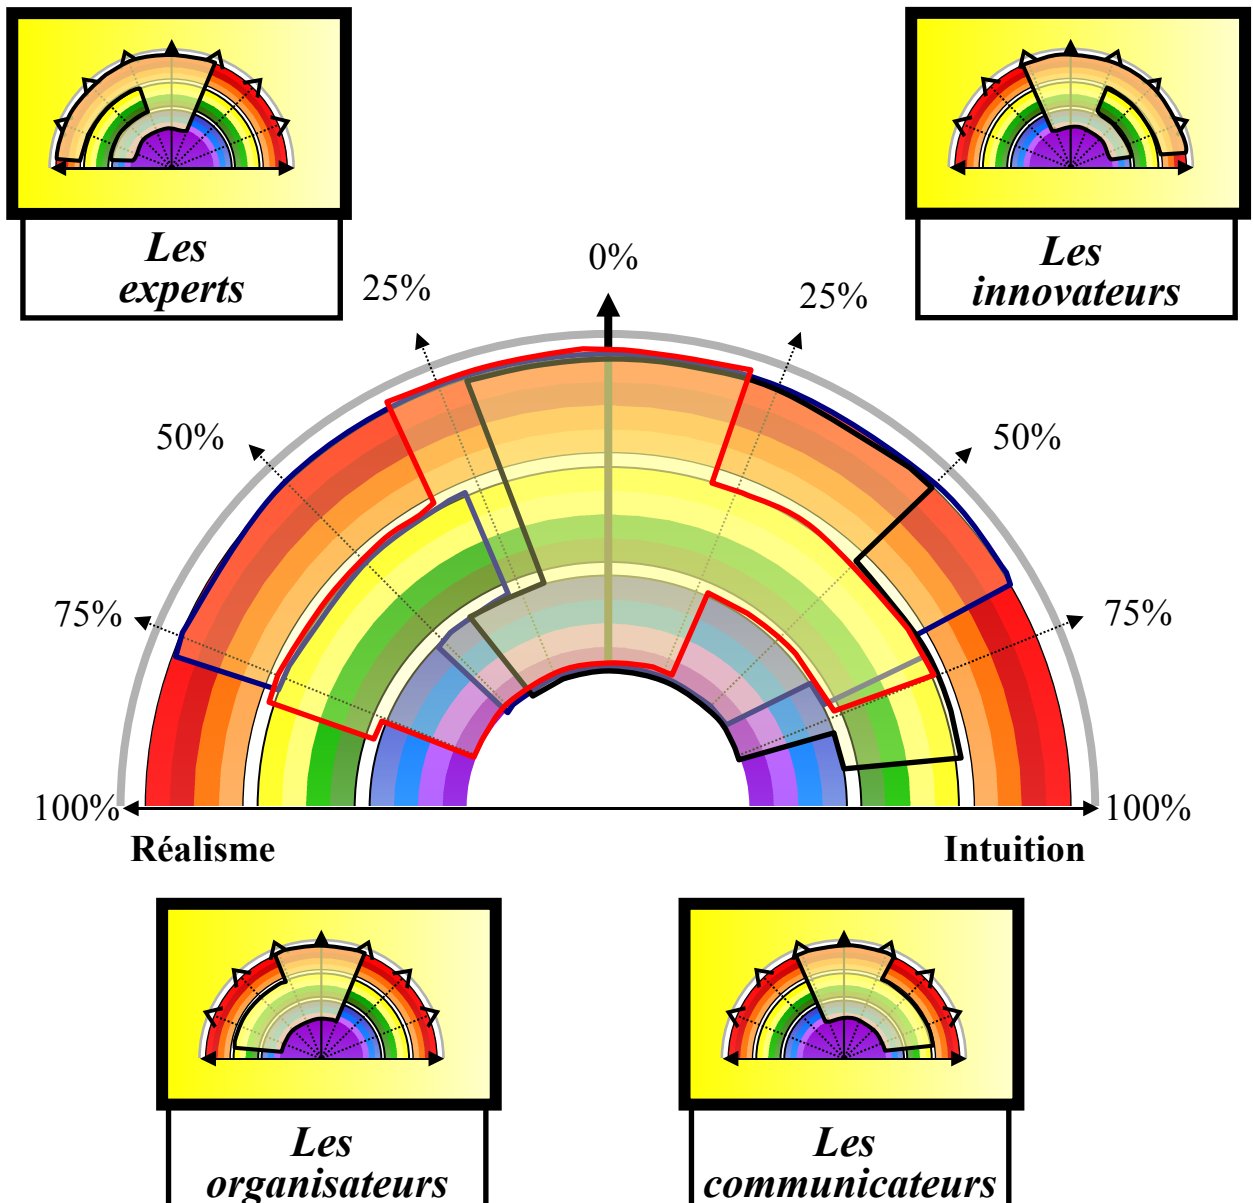 Les
experts
Les
innovateurs
0%
25%
25%
50%
50%
75%
75%
100%
100%
Réalisme
Intuition
Les
organisateurs
Les
communicateurs